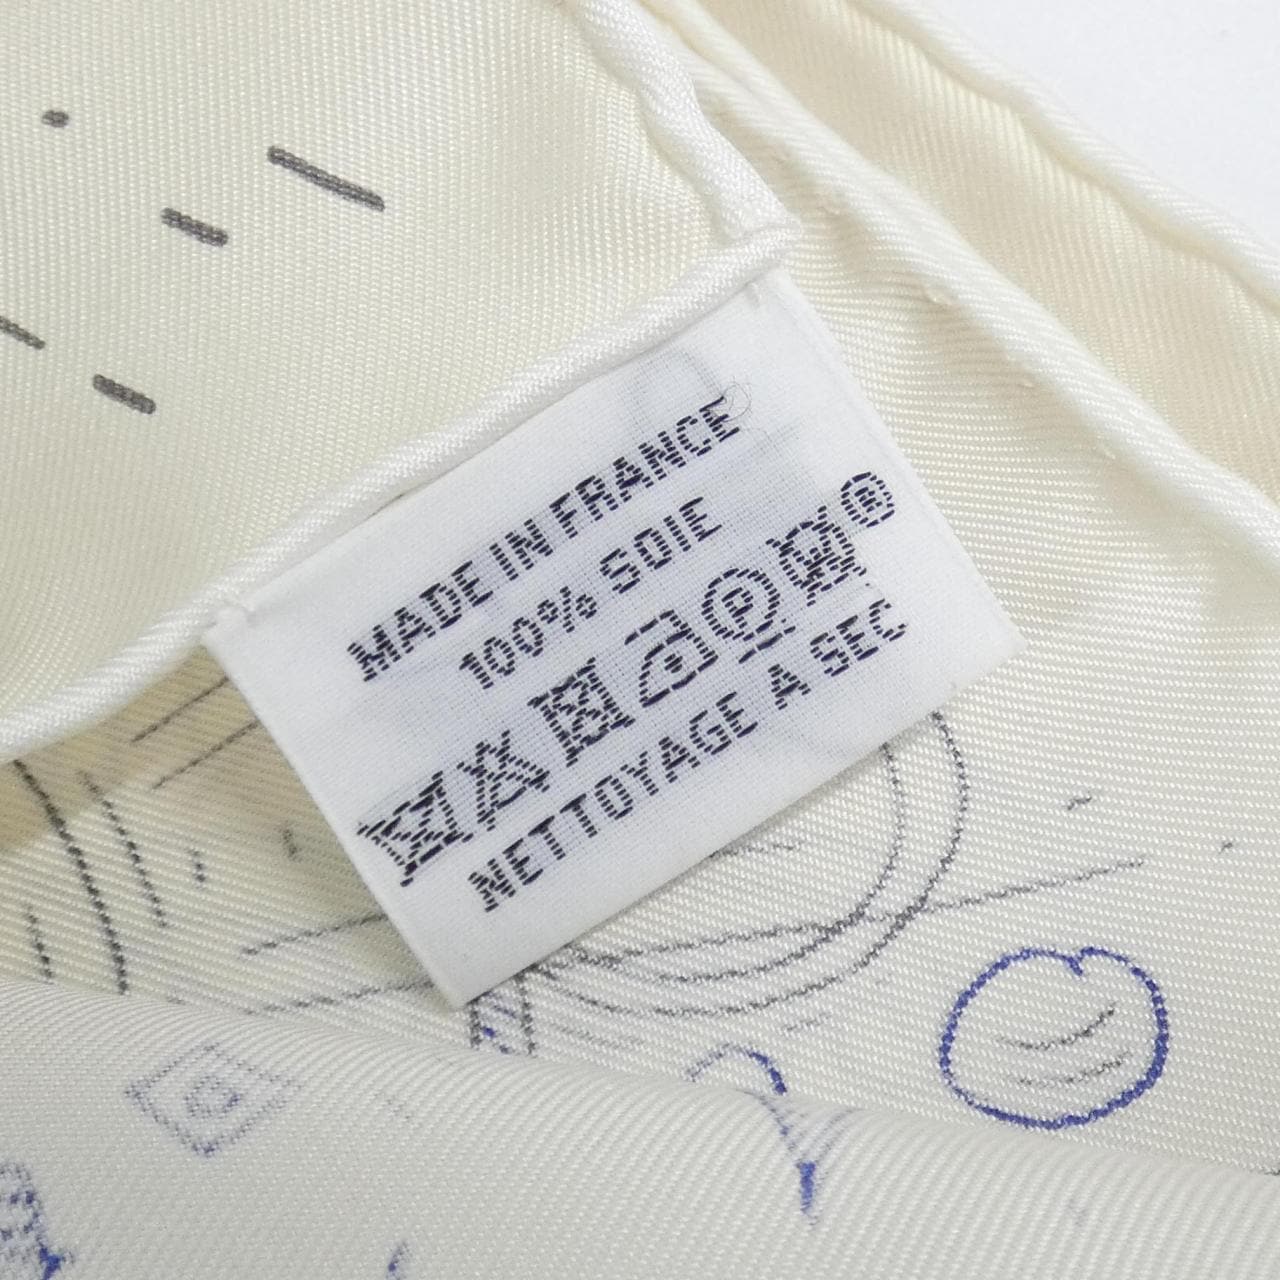 MADE IN FRANCE
100% SOIE
P ®
NETTOYAGE A SEC